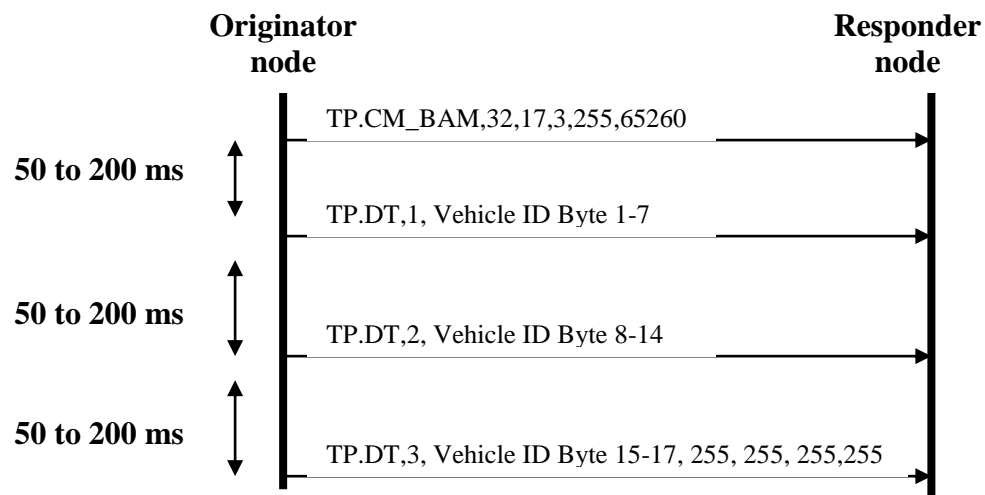 Originator
node
Responder
node
TP.CM_BAM,32,17,3,255,65260
50 to 200 ms
TP.DT,1, Vehicle ID Byte 1-7
50 to 200 ms
TP.DT,2, Vehicle ID Byte 8-14
50 to 200 ms
TP.DT,3, Vehicle ID Byte 15-17, 255, 255, 255,255